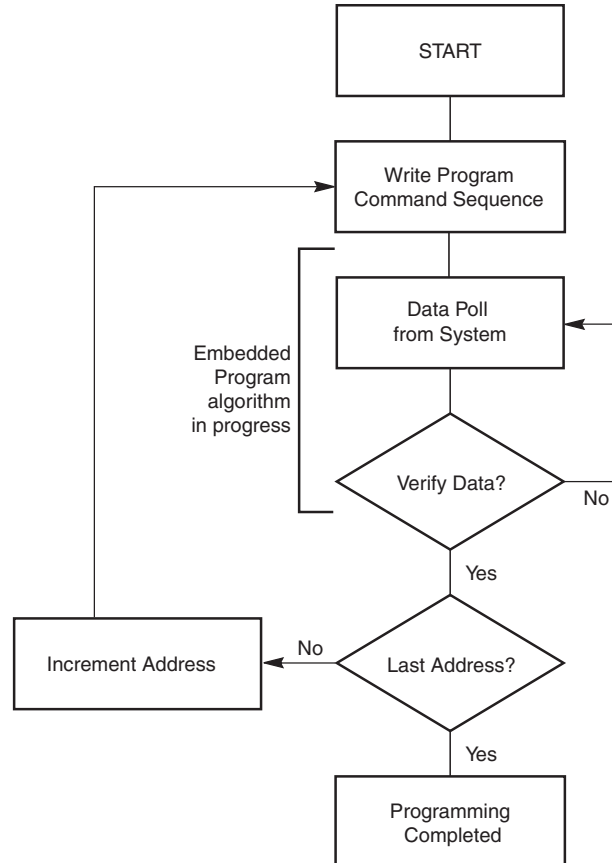 START
Write Program
Command Sequence
Data Poll
from System
Embedded
Program
algorithm
in progress
Verify Data?
No
Yes
Increment Address
No
Last Address?
Yes
Programming
Completed